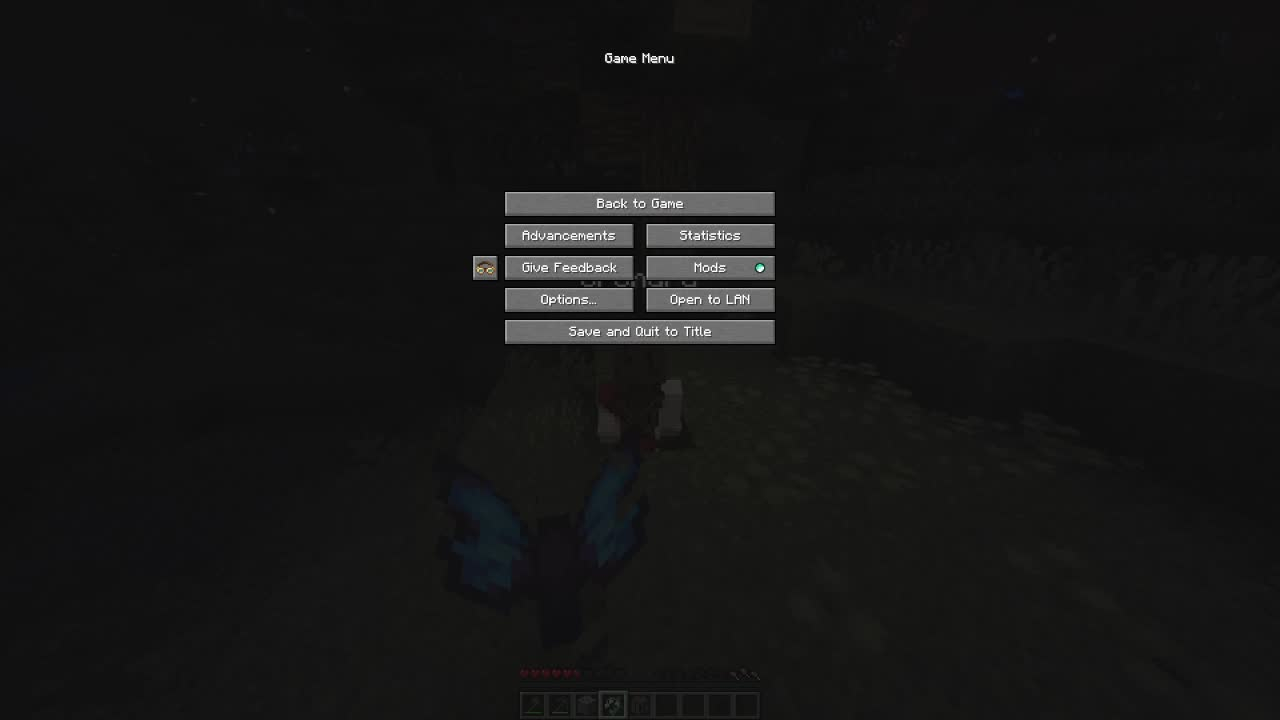 Game Menu
Back to Game
Advancements
Statistics
Give Feedback
Mods
Options...
Open to LAN
Save and Quit to Title